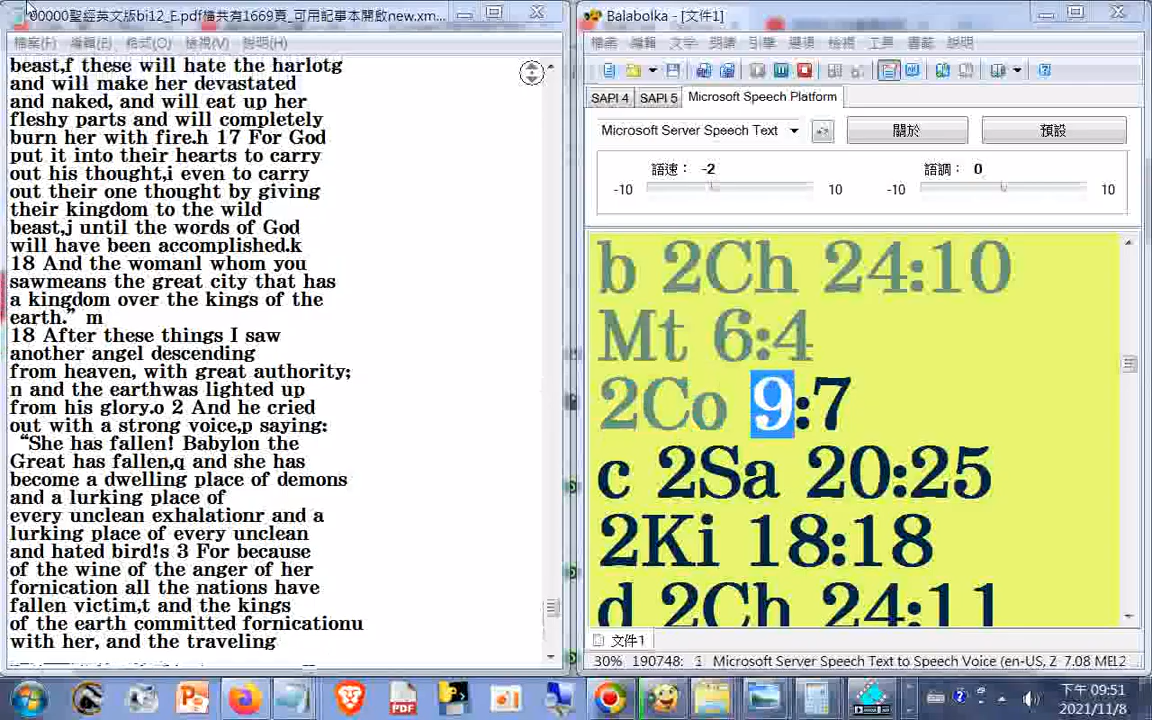 00000聖經英文版bi12_E.pdf檔共有1669頁_可用記事本開啟new.xm...
檔案(F) 編輯(E) 格式(O) 檢視(V) 說明(H)
beast,f these will hate the harlotg
and will make her devastated
and naked, and will eat up her
fleshy parts and will completely
burn her with fire.h 17 For God
put it into their hearts to carry
out his thought,i even to carry
out their one thought by giving
their kingdom to the wild
beast,j until the words of God
will have been accomplished.k
18 And the womanl whom you
sawmeans the great city that has
a kingdom over the kings of the
earth.” m
18 After these things I saw
another angel descending
from heaven, with great authority;
n and the earthwas lighted up
from his glory.o 2 And he cried
out with a strong voice,p saying:
“She has fallen! Babylon the
Great has fallen,q and she has
become a dwelling place of demons
and a lurking place of
every unclean exhalationr and a
lurking place of every unclean
and hated bird!s 3 For because
of the wine of the anger of her
fornication all the nations have
fallen victim,t and the kings
of the earth committed fornicationu
with her, and the traveling
Balabolka - [文件1]
檔案 編輯 文字 朗讀 引擎 選項 檢視 工具 書籤 說明
SAPI 4 SAPI 5 Microsoft Speech Platform
Microsoft Server Speech Text 關於 預設
語速： -2 語調： 0
-10 10 -10 10
b 2Ch 24:10
Mt 6:4
2Co 9:7
c 2Sa 20:25
2Ki 18:18
d 2Ch 24:11
文件1
30% 190748: 1 Microsoft Server Speech Text to Speech Voice (en-US, Z 7.08 ME12
PDF
下午 09:51
2021/11/8